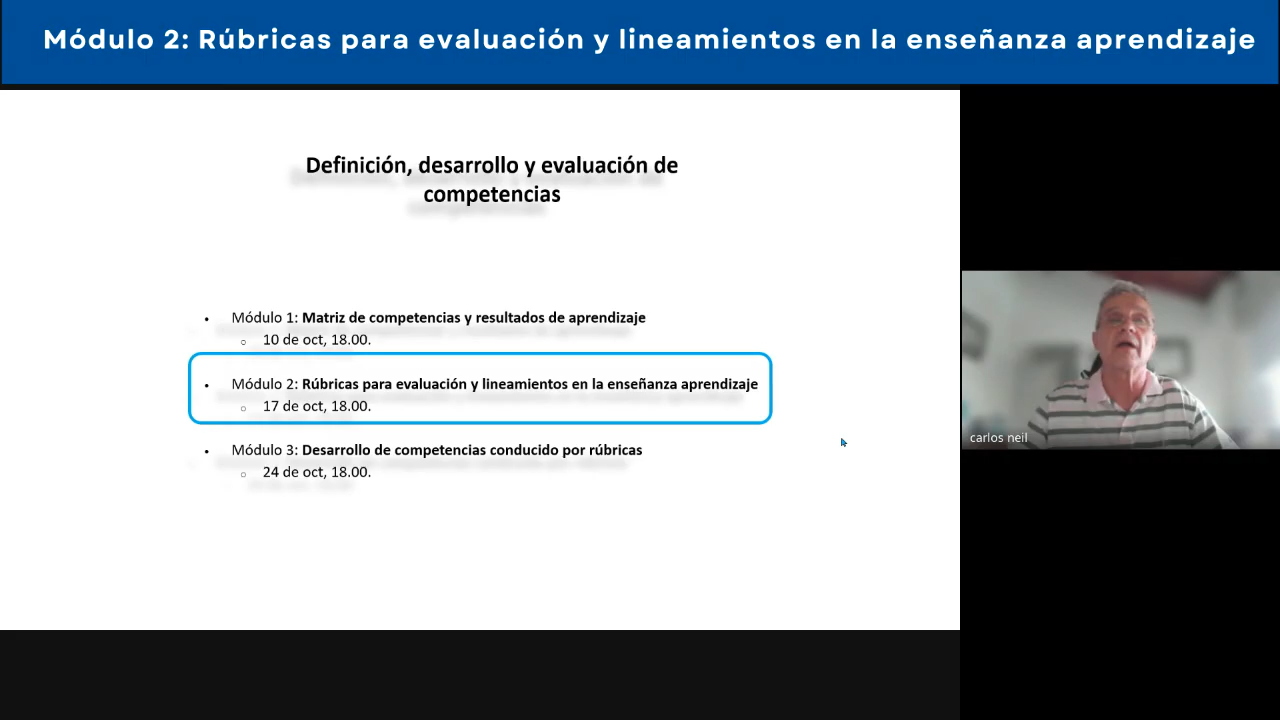 Módulo 2: Rúbricas para evaluación y lineamientos en la enseñanza aprendizaje
Definición, desarrollo y evaluación de
competencias
• Módulo 1: Matriz de competencias y resultados de aprendizaje
○ 10 de oct, 18.00.
• Módulo 2: Rúbricas para evaluación y lineamientos en la enseñanza aprendizaje
○ 17 de oct, 18.00.
• Módulo 3: Desarrollo de competencias conducido por rúbricas
○ 24 de oct, 18.00.
carlos neil